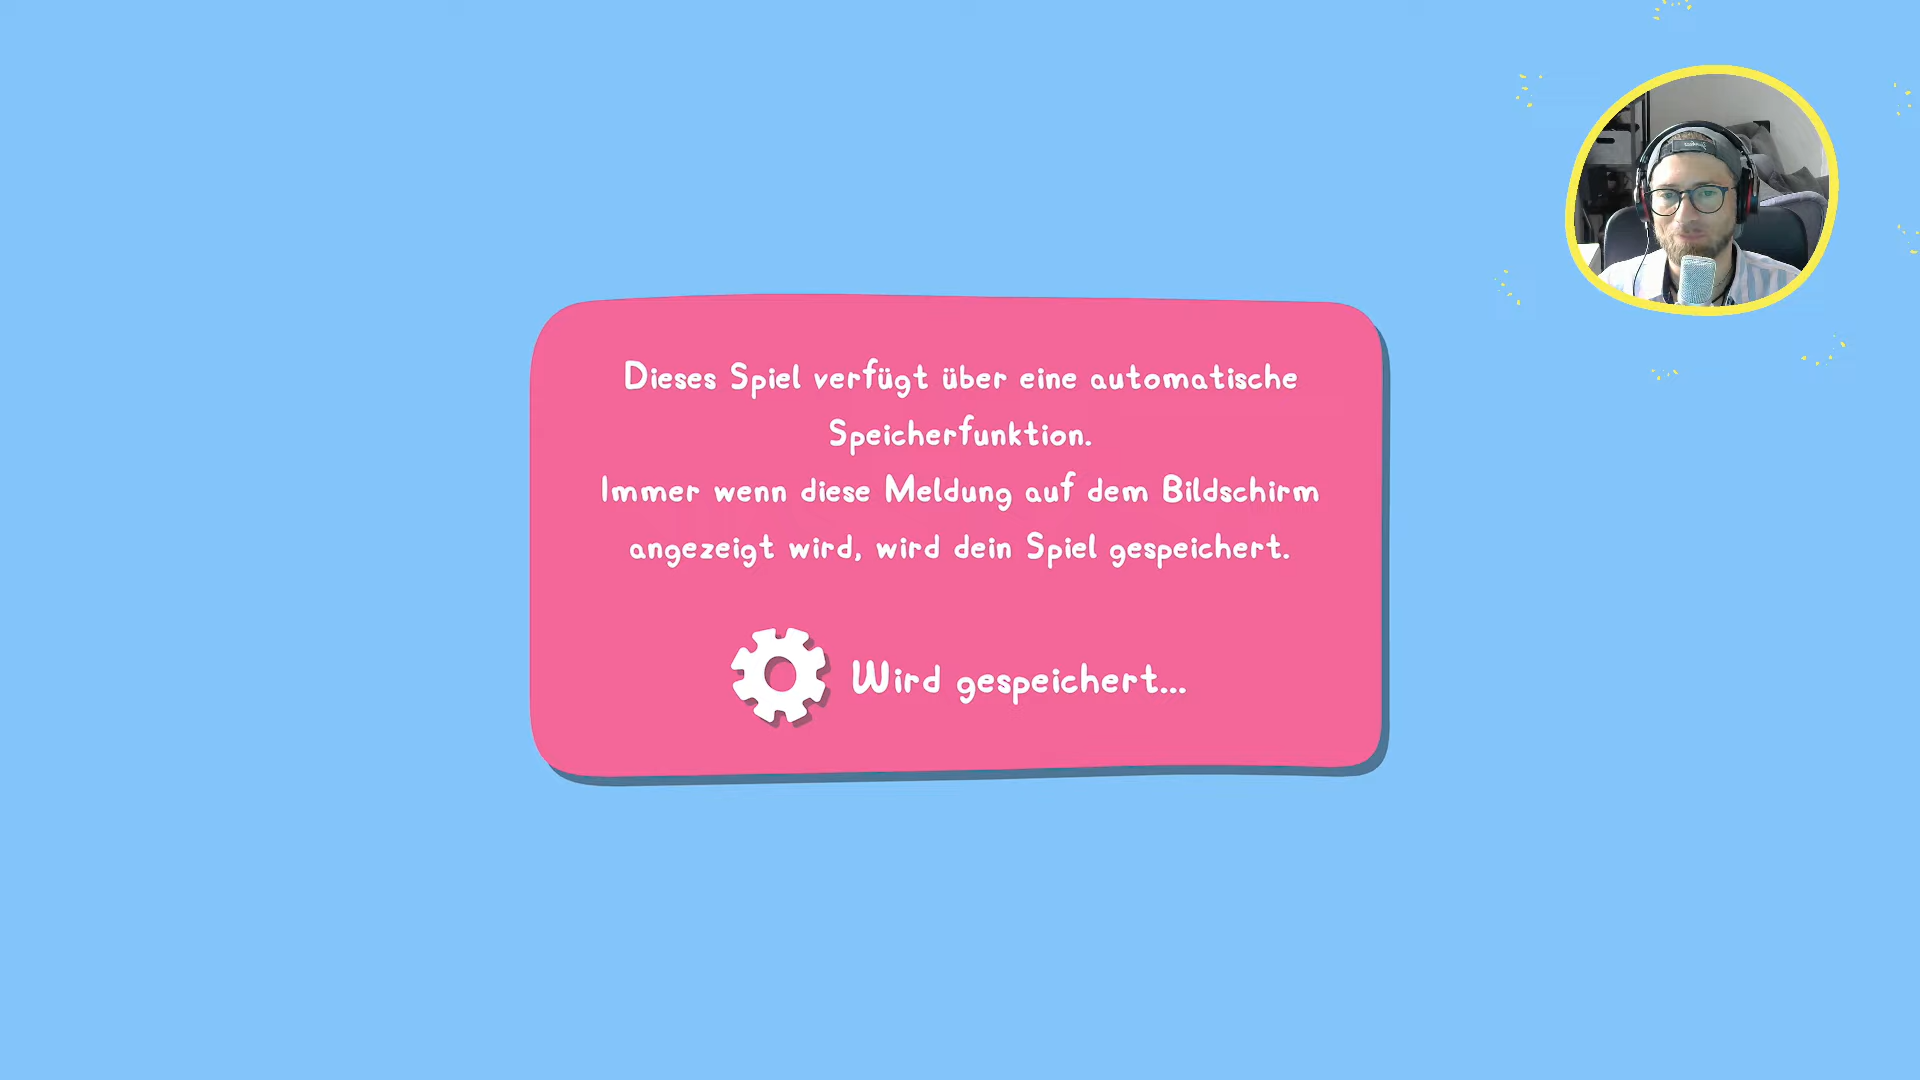 Dieses Spiel verfügt über eine automatische
Speicherfunktion.
Immer wenn diese Meldung auf dem Bildschirm
angezeigt wird, wird dein Spiel gespeichert.
Wird gespeichert...